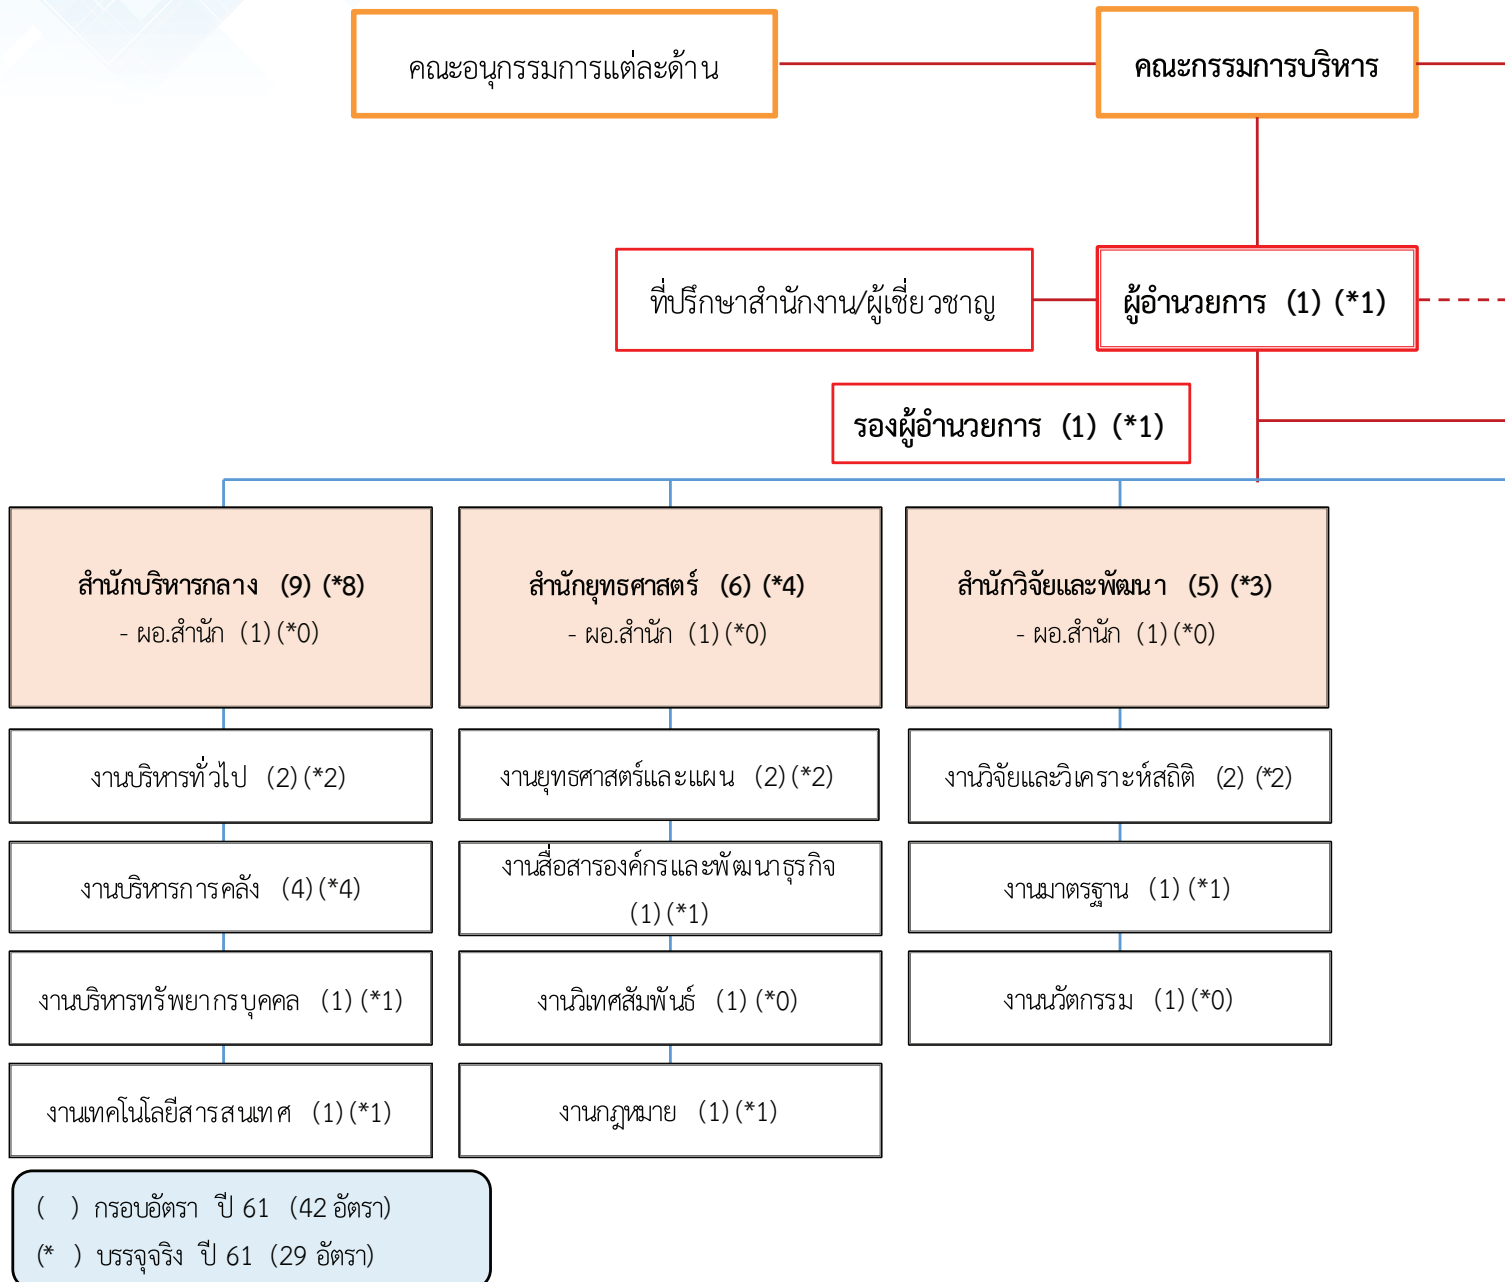 คณะอนุกรรมการแต่ละด้าน
คณะกรรมการบริหาร
ที่ปรึกษาสำนักงาน/ผู้เชี่ยวชาญ
ผู้อำนวยการ (1) (*1)
รองผู้อำนวยการ (1) (*1)
สำนักบริหารกลาง (9) (*8)
- ผอ.สำนัก (1) (*0)
งานบริหารทั่วไป (2) (*2)
งานบริหารการคลัง (4) (*4)
งานบริหารทรัพยากรบุคคล (1) (*1)
งานเทคโนโลยีสารสนเทศ (1) (*1)
สำนักยุทธศาสตร์ (6) (*4)
- ผอ.สำนัก (1) (*0)
งานยุทธศาสตร์และแผน (2) (*2)
งานสื่อสารองค์กรและพัฒนาธุรกิจ
(1) (*1)
งานวิเทศสัมพันธ์ (1) (*0)
งานกฎหมาย (1) (*1)
สำนักวิจัยและพัฒนา (5) (*3)
- ผอ.สำนัก (1) (*0)
งานวิจัยและวิเคราะห์สถิติ (2) (*2)
งานมาตรฐาน (1) (*1)
งานนวัตกรรม (1) (*0)
( ) กรอบอัตรา ปี 61 (42 อัตรา)
(* ) บรรจุจริง ปี 61 (29 อัตรา)